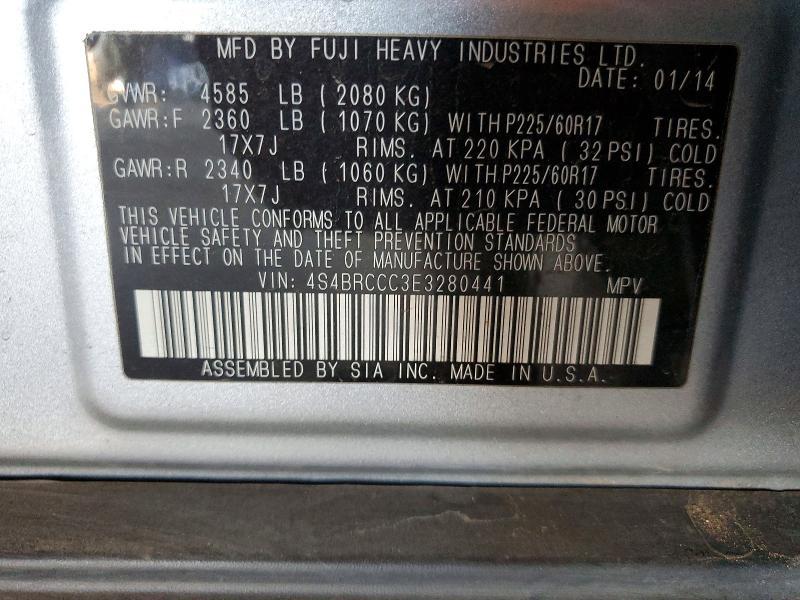 MFD BY FUJI HEAVY INDUSTRIES LTD.
DATE: 01/14
GVWR: 4585 LB ( 2080 KG)
GAWR:F 2360 LB ( 1070 KG) WITH P225/60R17 TIRES.
17X7J RIMS. AT 220 KPA ( 32 PSI) COLD
GAWR:R 2340 LB ( 1060 KG) WITH P225/60R17 TIRES.
17X7J RIMS. AT 210 KPA ( 30 PSI) COLD
THIS VEHICLE CONFORMS TO ALL APPLICABLE FEDERAL MOTOR
VEHICLE SAFETY AND THEFT PREVENTION STANDARDS
IN EFFECT ON THE DATE OF MANUFACTURE SHOWN ABOVE.
VIN: 4S4BRCCC3E3280441 MPV
ASSEMBLED BY SIA INC. MADE IN U.S.A.